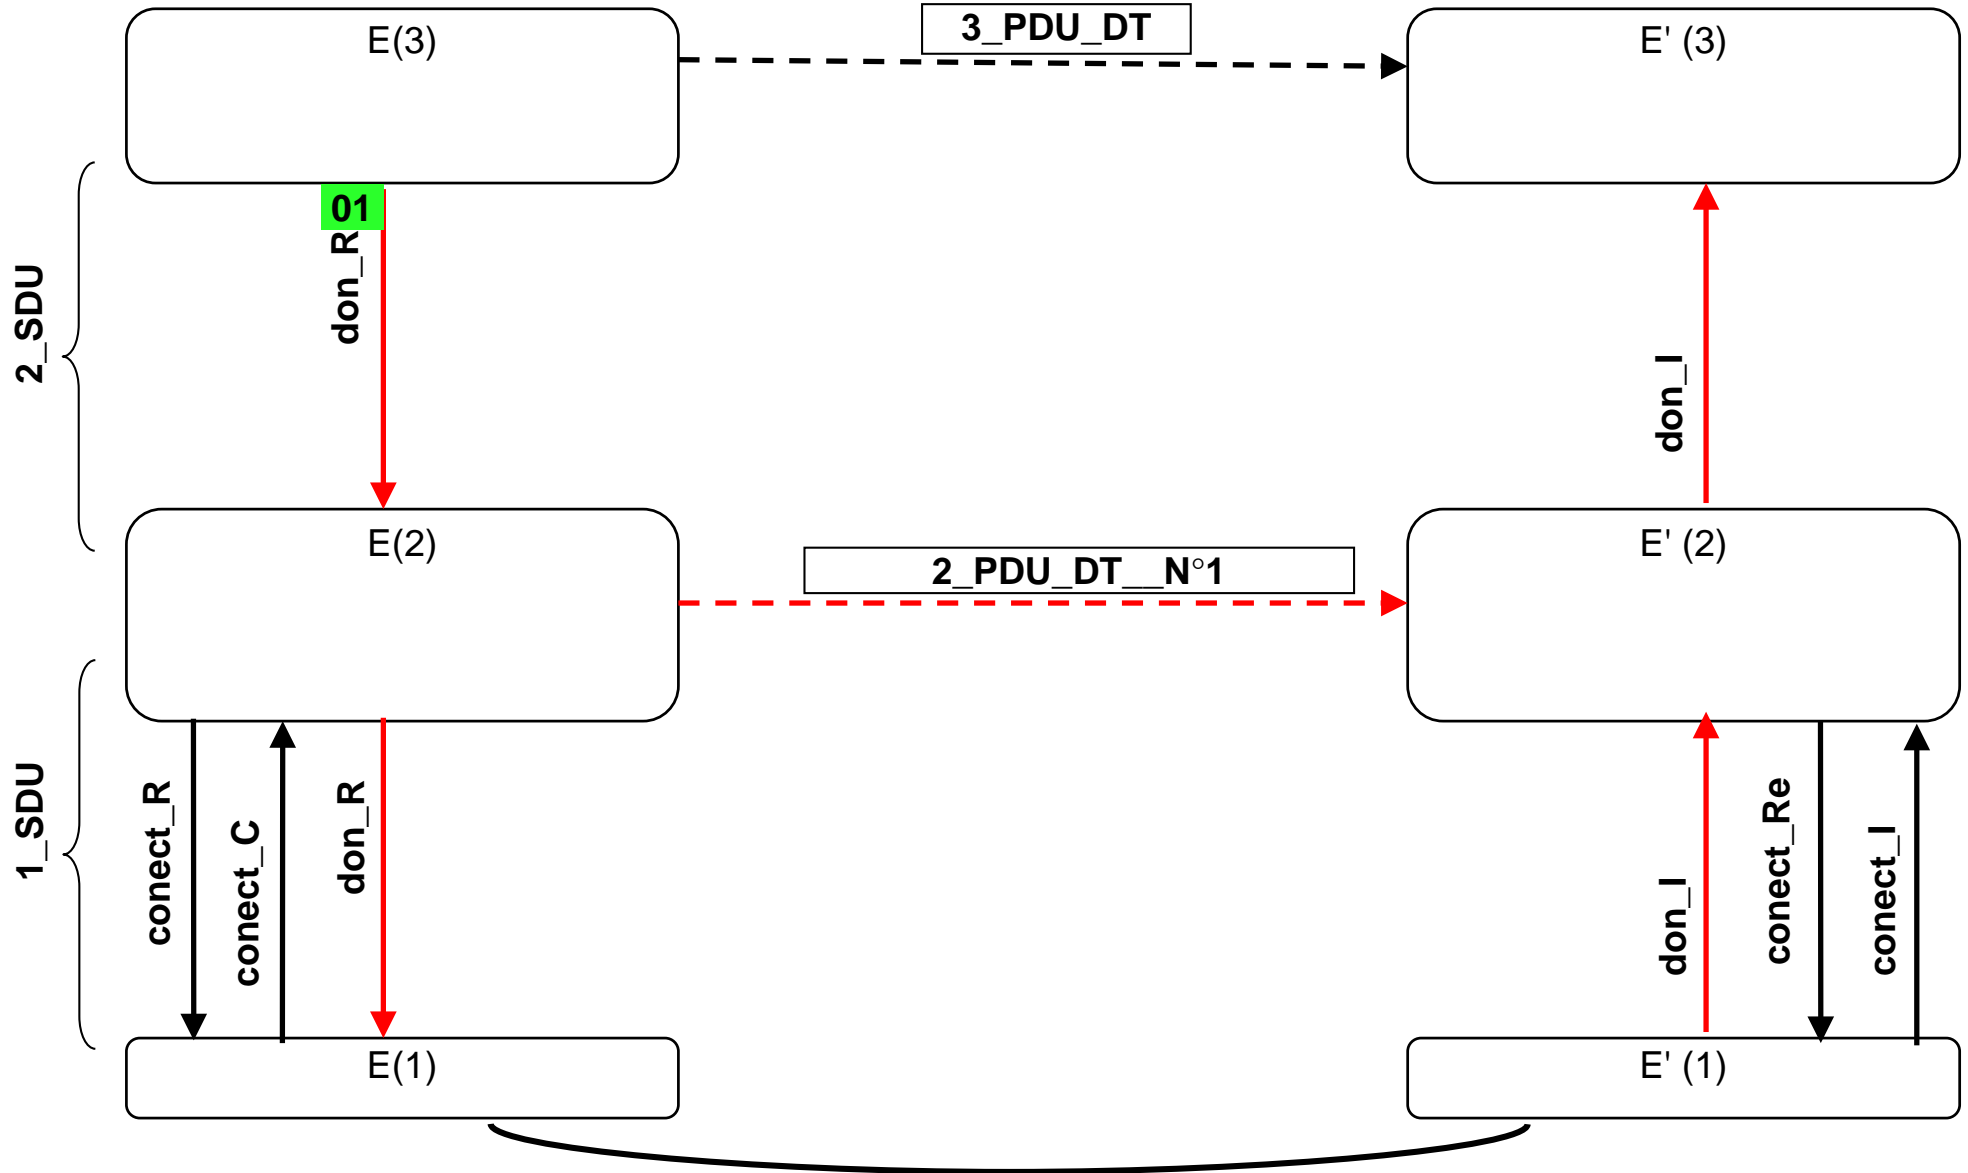 E(3)
3_PDU_DT
E' (3)
01
don_R
2_SDU
don_I
E(2)
2_PDU_DT__N°1
E' (2)
1_SDU
conect_R
conect_C
don_R
don_I
conect_Re
conect_I
E(1)
E' (1)